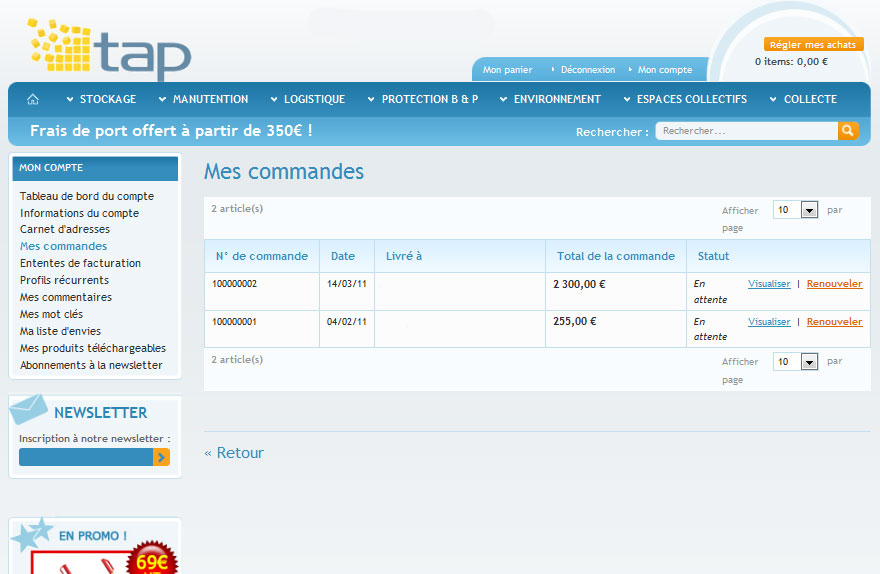 tap
Régler mes achats
0 items: 0,00 €
Mon panier Déconnexion Mon compte
STOCKAGE MANUTENTION LOGISTIQUE PROTECTION B & P ENVIRONNEMENT ESPACES COLLECTIFS COLLECTE
Frais de port offert à partir de 350€ !
Rechercher : Rechercher...
MON COMPTE
Tableau de bord du compte
Informations du compte
Carnet d'adresses
Mes commandes
Ententes de facturation
Profils récurrents
Mes commentaires
Mes mot clés
Ma liste d'envies
Mes produits téléchargeables
Abonnements à la newsletter
NEWSLETTER
Inscription à notre newsletter :
EN PROMO !
69€
Mes commandes
2 article(s)
Afficher 10 par
page
N° de commande Date Livré à Total de la commande Statut
100000002 14/03/11 2 300,00 € En attente Visualiser | Renouveler
100000001 04/02/11 255,00 € En attente Visualiser | Renouveler
2 article(s)
Afficher 10 par
page
« Retour